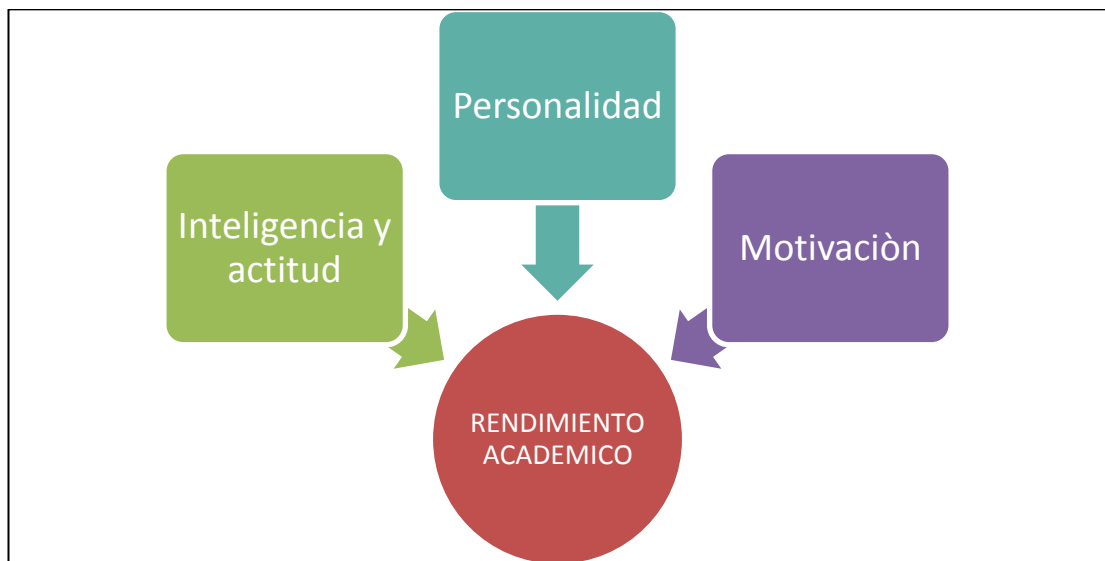 Personalidad
Inteligencia y
actitud
Motivaciòn
RENDIMIENTO
ACADEMICO